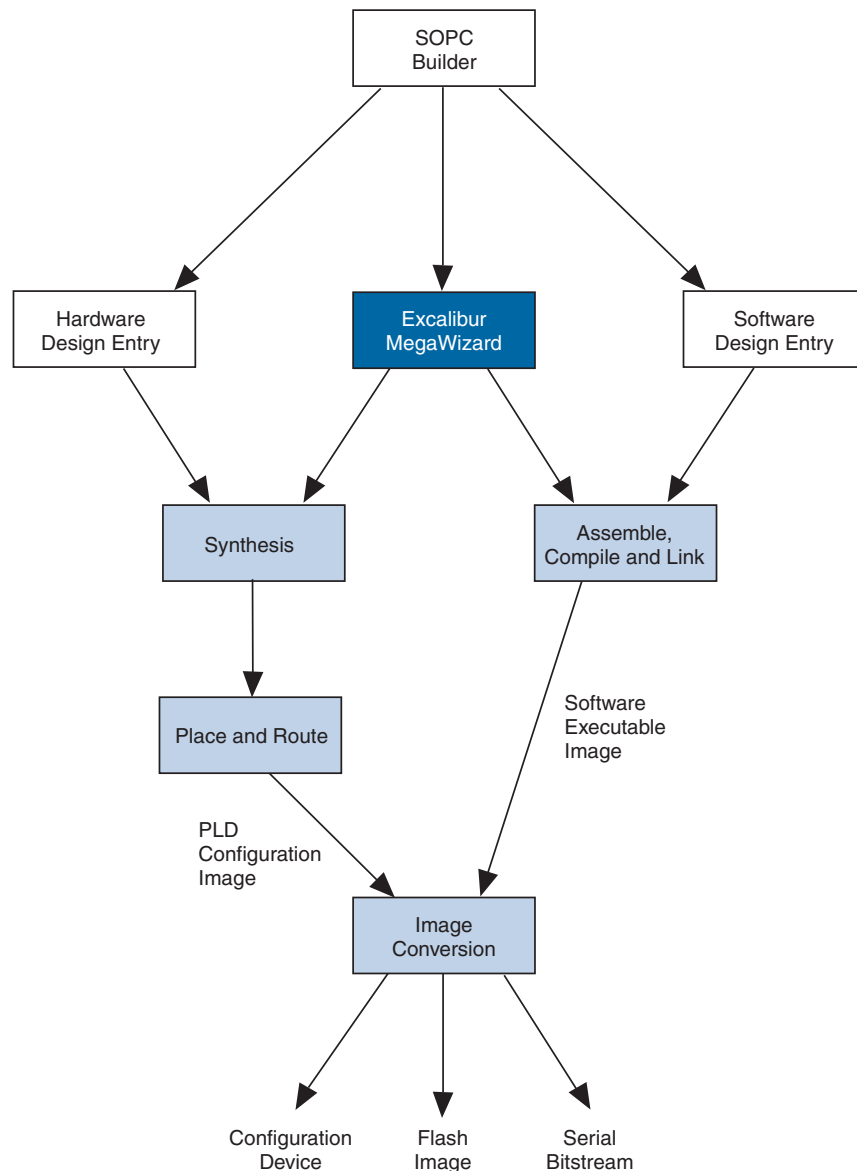 SOPC
Builder
Hardware
Design Entry
Excalibur
MegaWizard
Software
Design Entry
Synthesis
Assemble,
Compile and Link
Place and Route
Software
Executable
Image
PLD
Configuration
Image
Image
Conversion
Configuration
Device
Flash
Image
Serial
Bitstream